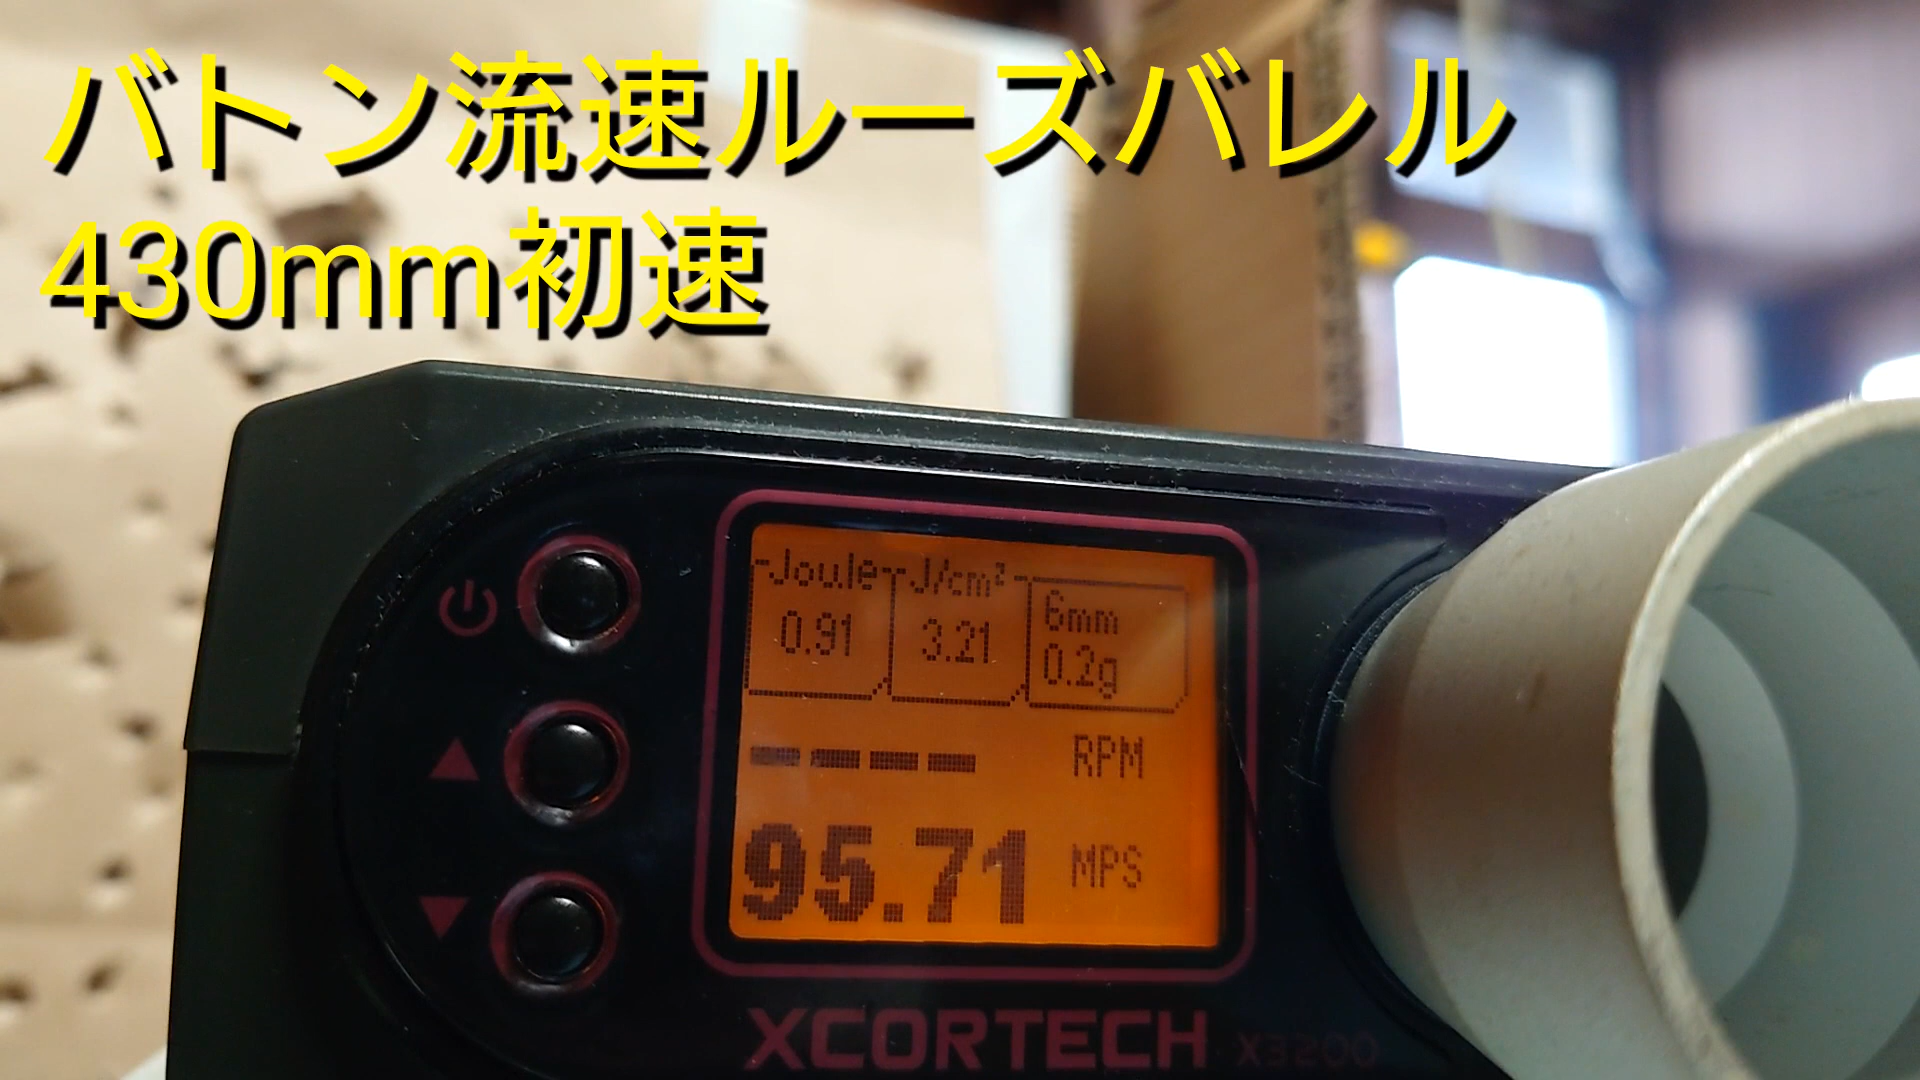 バトン流速ルーズバレル
430mm初速
Joule J/cm² 6mm
0.91 3.21 0.2g
---- RPM
95.71 MPS
XCORTECH X3200